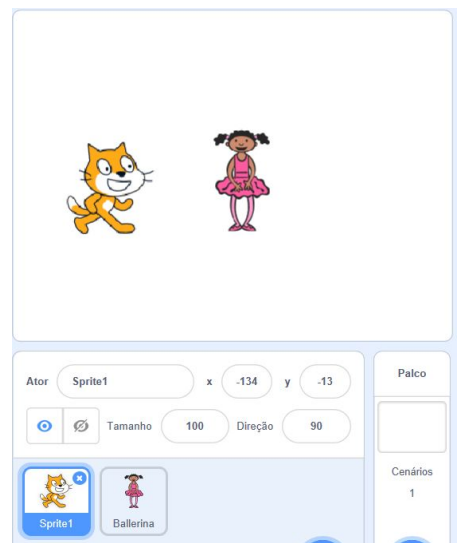 Ator Sprite1 x -134 y -13
Tamanho 100 Direção 90
Sprite1 Ballerina
Palco
Cenários
1